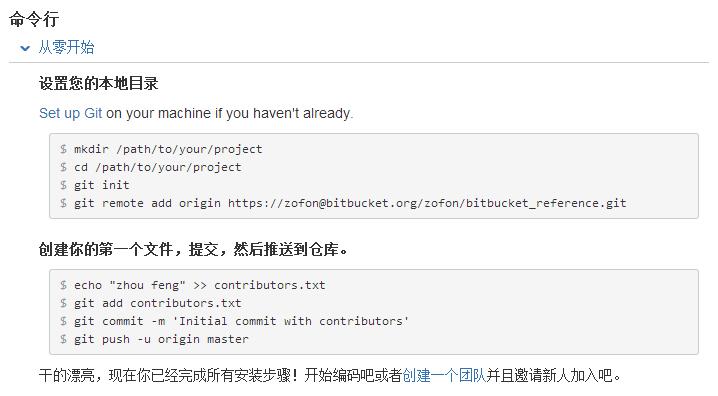 命令行
从零开始
设置您的本地目录
Set up Git on your machine if you haven't already.
$ mkdir /path/to/your/project
$ cd /path/to/your/project
$ git init
$ git remote add origin https://zofon@bitbucket.org/zofon/bitbucket_reference.git
创建你的第一个文件，提交，然后推送到仓库。
$ echo "zhou feng" >> contributors.txt
$ git add contributors.txt
$ git commit -m 'Initial commit with contributors'
$ git push -u origin master
干的漂亮，现在你已经完成所有安装步骤！开始编码吧或者创建一个团队并且邀请新人加入吧。